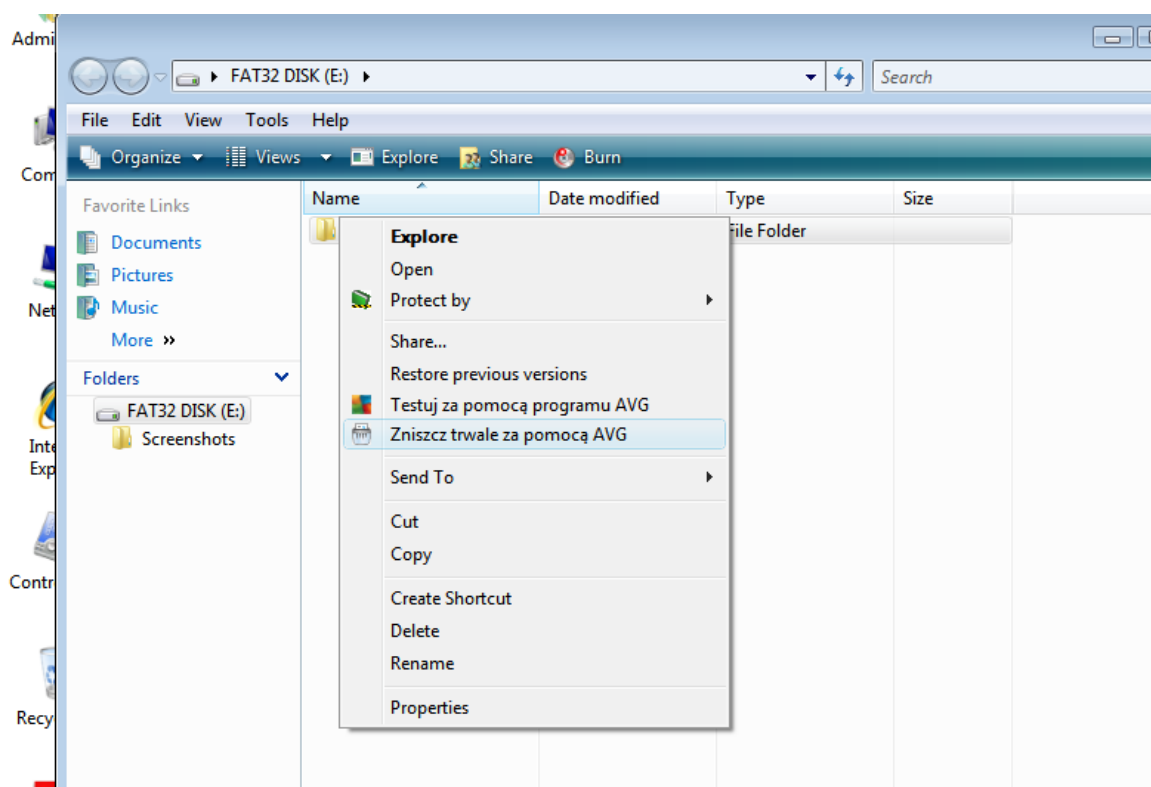 Admi
FAT32 DISK (E:)
Search
File Edit View Tools Help
Organize Views Explore Share Burn
Com
Favorite Links
Name Date modified Type Size
File Folder
Documents
Pictures
Music
More »
Net
Folders
FAT32 DISK (E:)
Screenshots
Inte
Exp
Contr
Recy
Explore
Open
Protect by
Share...
Restore previous versions
Testuj za pomocą programu AVG
Zniszcz trwale za pomocą AVG
Send To
Cut
Copy
Create Shortcut
Delete
Rename
Properties